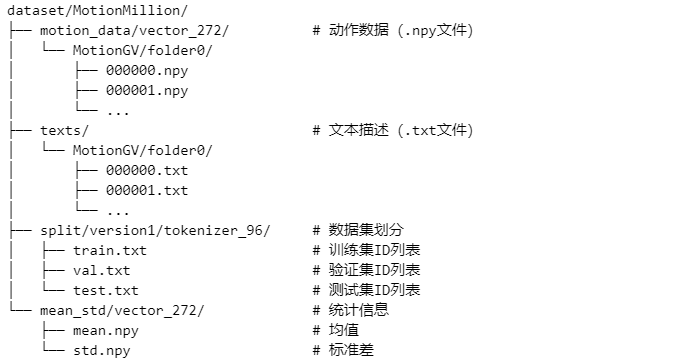 dataset/MotionMillion/
├── motion_data/vector_272/           # 动作数据 (.npy文件)
│   └── MotionGV/folder0/
│       ├── 000000.npy
│       ├── 000001.npy
│       └── ...
├── texts/                            # 文本描述 (.txt文件)
│   └── MotionGV/folder0/
│       ├── 000000.txt
│       ├── 000001.txt
│       └── ...
├── split/version1/tokenizer_96/      # 数据集划分
│   ├── train.txt                     # 训练集ID列表
│   ├── val.txt                       # 验证集ID列表
│   └── test.txt                      # 测试集ID列表
└── mean_std/vector_272/              # 统计信息
    ├── mean.npy                      # 均值
    └── std.npy                       # 标准差